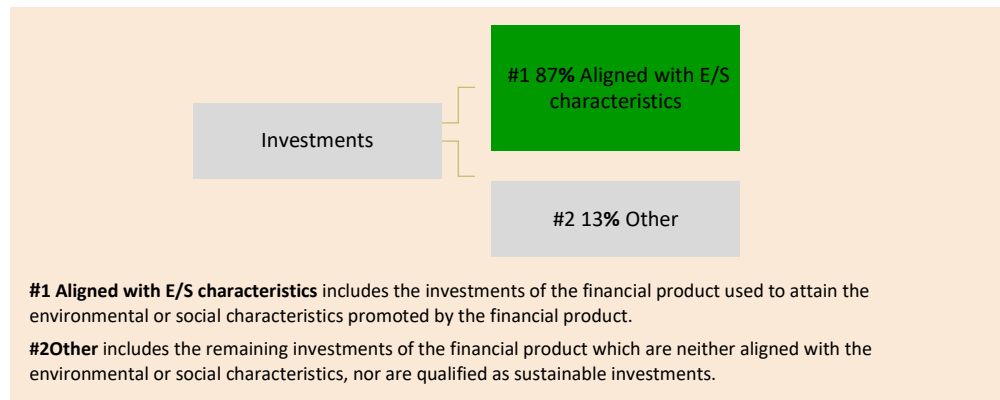 #1 87% Aligned with E/S
characteristics
Investments
#2 13% Other
#1 Aligned with E/S characteristics includes the investments of the financial product used to attain the
environmental or social characteristics promoted by the financial product.
#2Other includes the remaining investments of the financial product which are neither aligned with the
environmental or social characteristics, nor are qualified as sustainable investments.